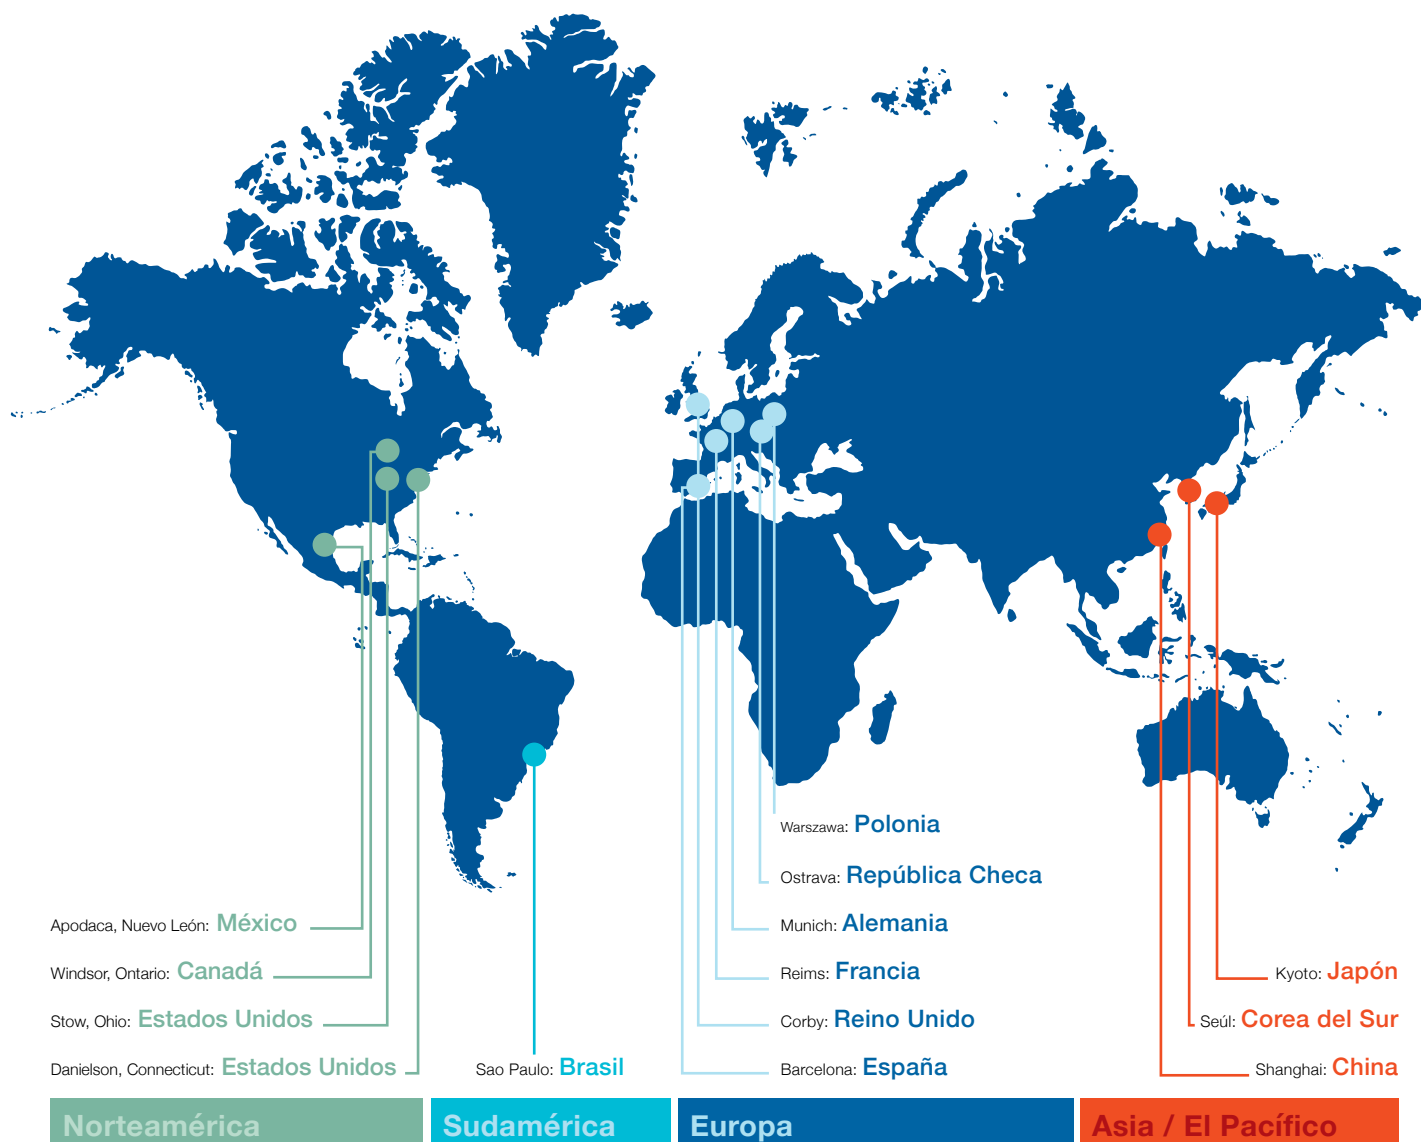 Warszawa: Polonia
Ostrava: República Checa
Apodaca, Nuevo León: México
Munich: Alemania
Windsor, Ontario: Canadá
Reims: Francia
Kyoto: Japón
Stow, Ohio: Estados Unidos
Corby: Reino Unido
Seúl: Corea del Sur
Danielson, Connecticut: Estados Unidos
Sao Paulo: Brasil
Barcelona: España
Shanghai: China
Norteamérica
Sudamérica
Europa
Asia / El Pacífico